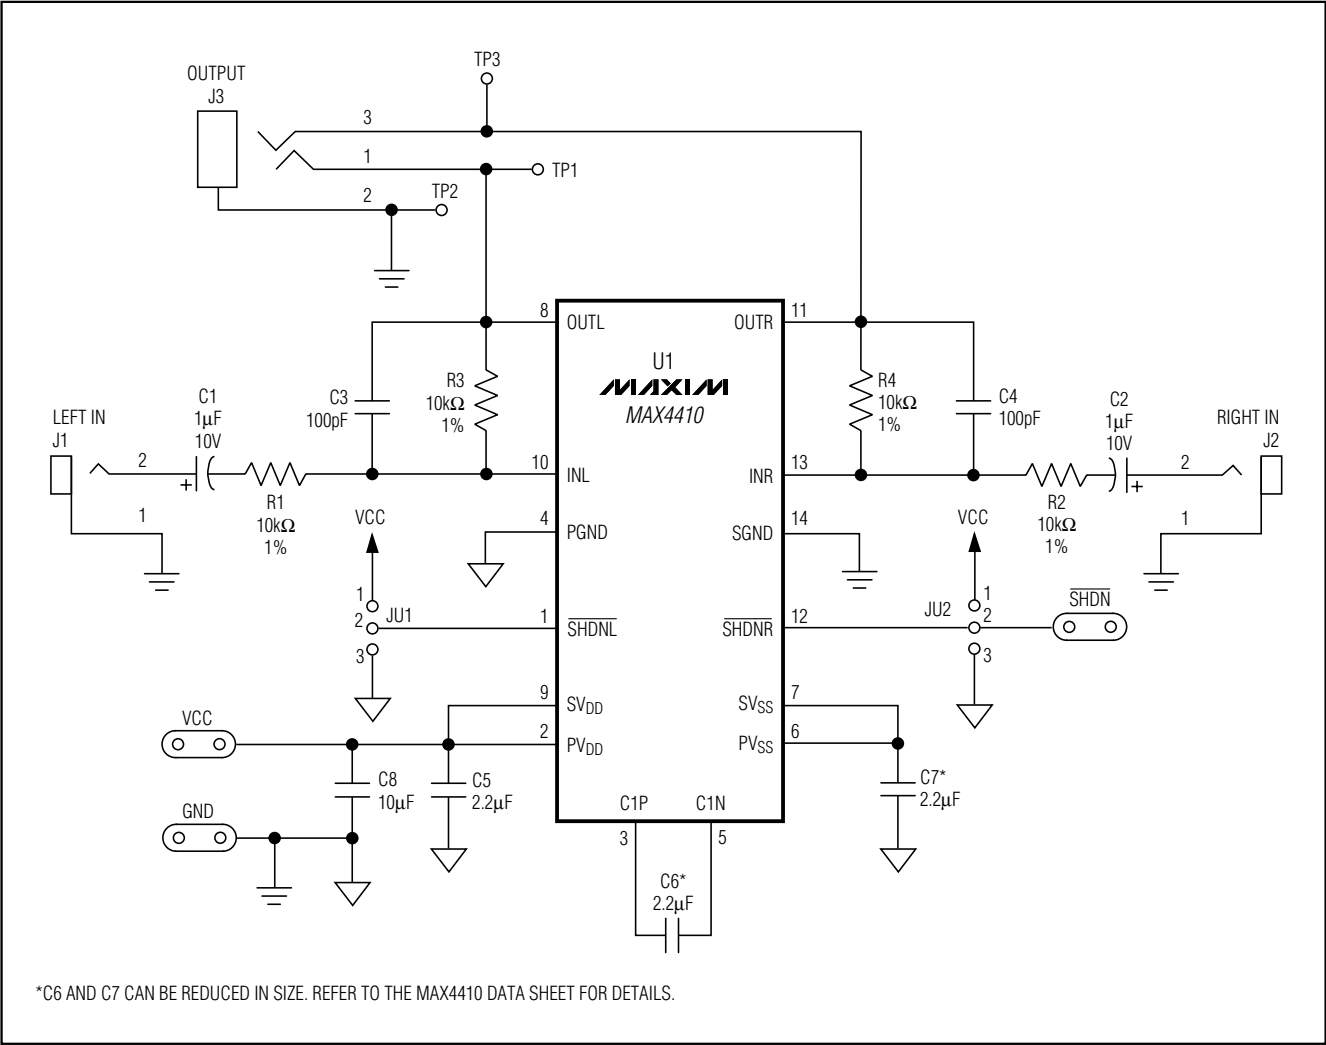 TP3
OUTPUT
J3
3
1
TP1
2
TP2
8
OUTL
OUTR
11
U1
MAXIM
MAX4410
R3
10kΩ
1%
C3
100pF
R4
10kΩ
1%
C4
100pF
C1
1μF
10V
C2
1μF
10V
LEFT IN
J1
RIGHT IN
J2
2
+
R1
10kΩ
1%
10
INL
INR
13
R2
10kΩ
1%
+
2
1
VCC
4
PGND
SGND
14
VCC
1
1
2
3
JU1
1
SHDNL
SHDNR
12
JU2
1
2
3
SHDN
9
SVDD
SVSS
7
VCC
2
PVDD
PVSS
6
C8
10μF
C5
2.2μF
C7*
2.2μF
GND
C1P
C1N
3
5
C6*
2.2μF
*C6 AND C7 CAN BE REDUCED IN SIZE. REFER TO THE MAX4410 DATA SHEET FOR DETAILS.